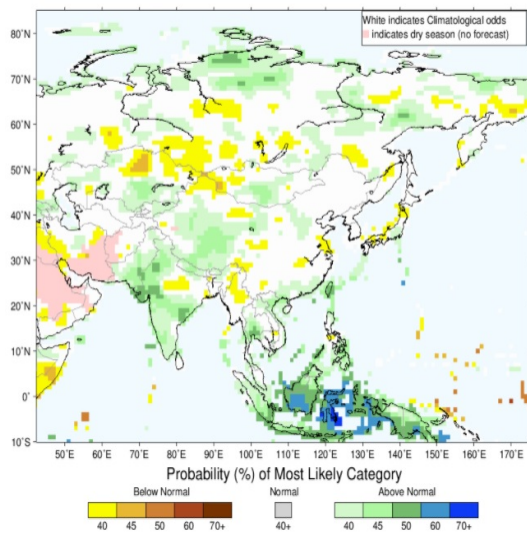 White indicates Climatological odds
indicates dry season (no forecast)
80°N
70°N
60°N
50°N
40°N
30°N
20°N
10°N
0°
10°S
50°E
60°E
70°E
80°E
90°E
100°E
110°E
120°E
130°E
140°E
150°E
160°E
170°E
Probability (%) of Most Likely Category
Below Normal
Normal
Above Normal
40 45 50 60 70+
40+
40 45 50 60 70+